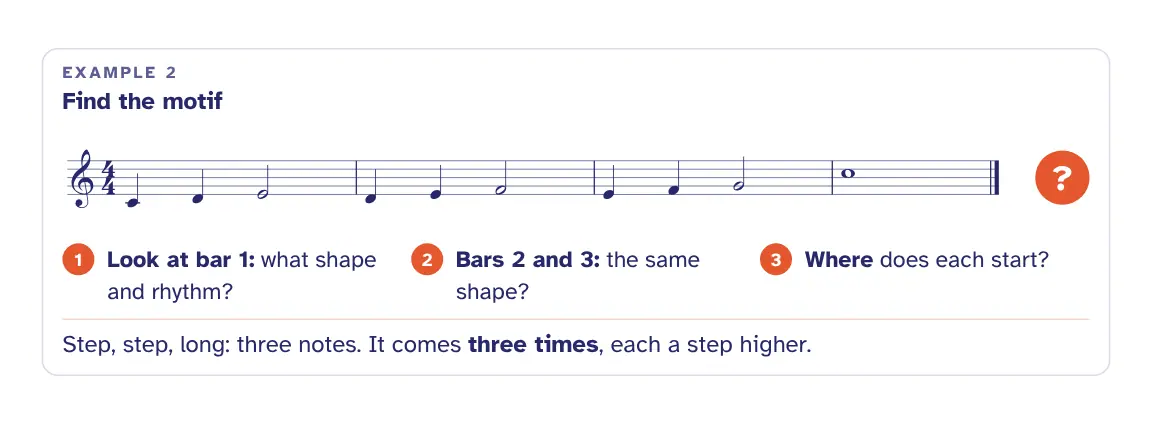 EXAMPLE 2
Find the motif
4
4
?
1 Look at bar 1: what shape
and rhythm?
2 Bars 2 and 3: the same
shape?
3 Where does each start?
Step, step, long: three notes. It comes three times, each a step higher.